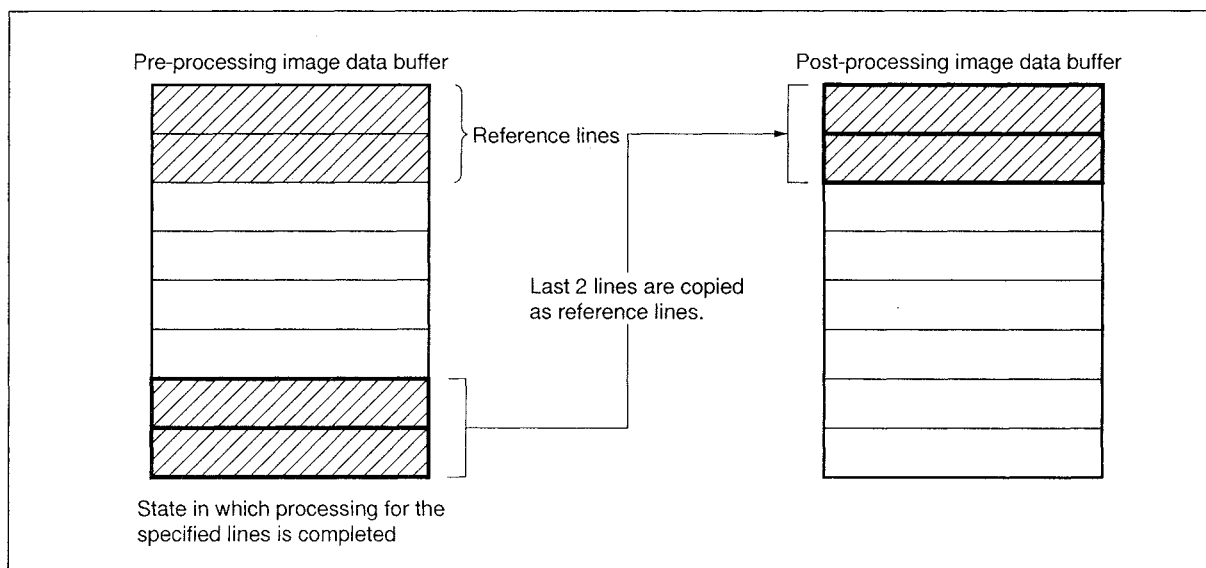 Pre-processing image data buffer
Post-processing image data buffer
Reference lines
Last 2 lines are copied
as reference lines.
State in which processing for the
specified lines is completed